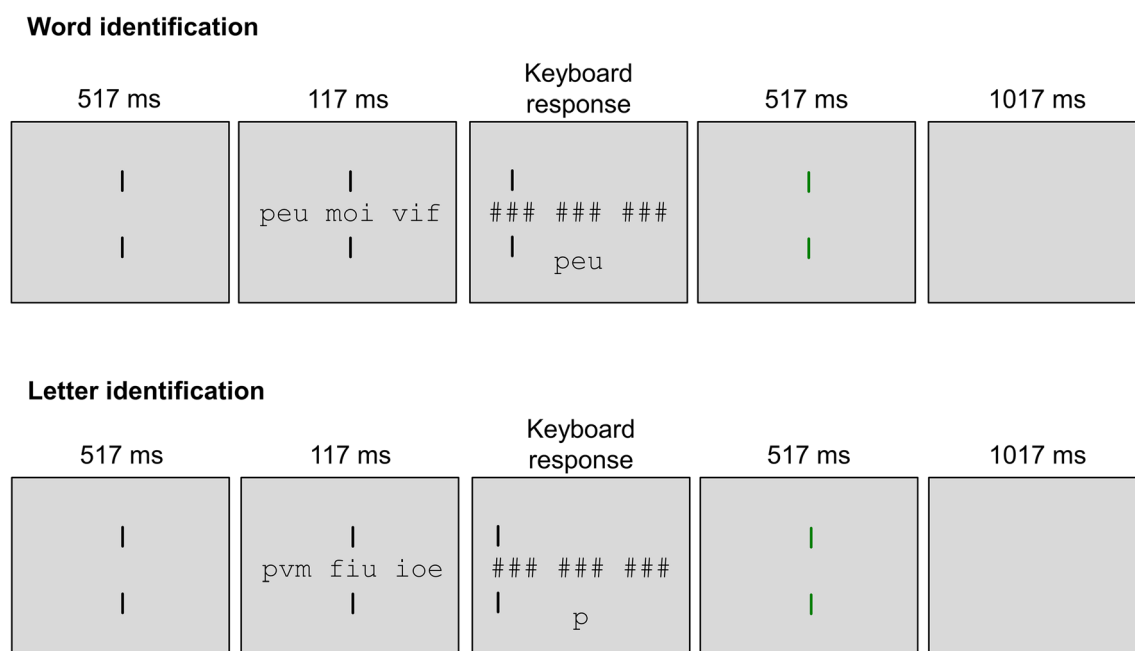 Word identification
517 ms 117 ms Keyboard response 517 ms 1017 ms
peu moi vif ### ### ###
peu
Letter identification
517 ms 117 ms Keyboard response 517 ms 1017 ms
pvm fiu ioe ### ### ###
p